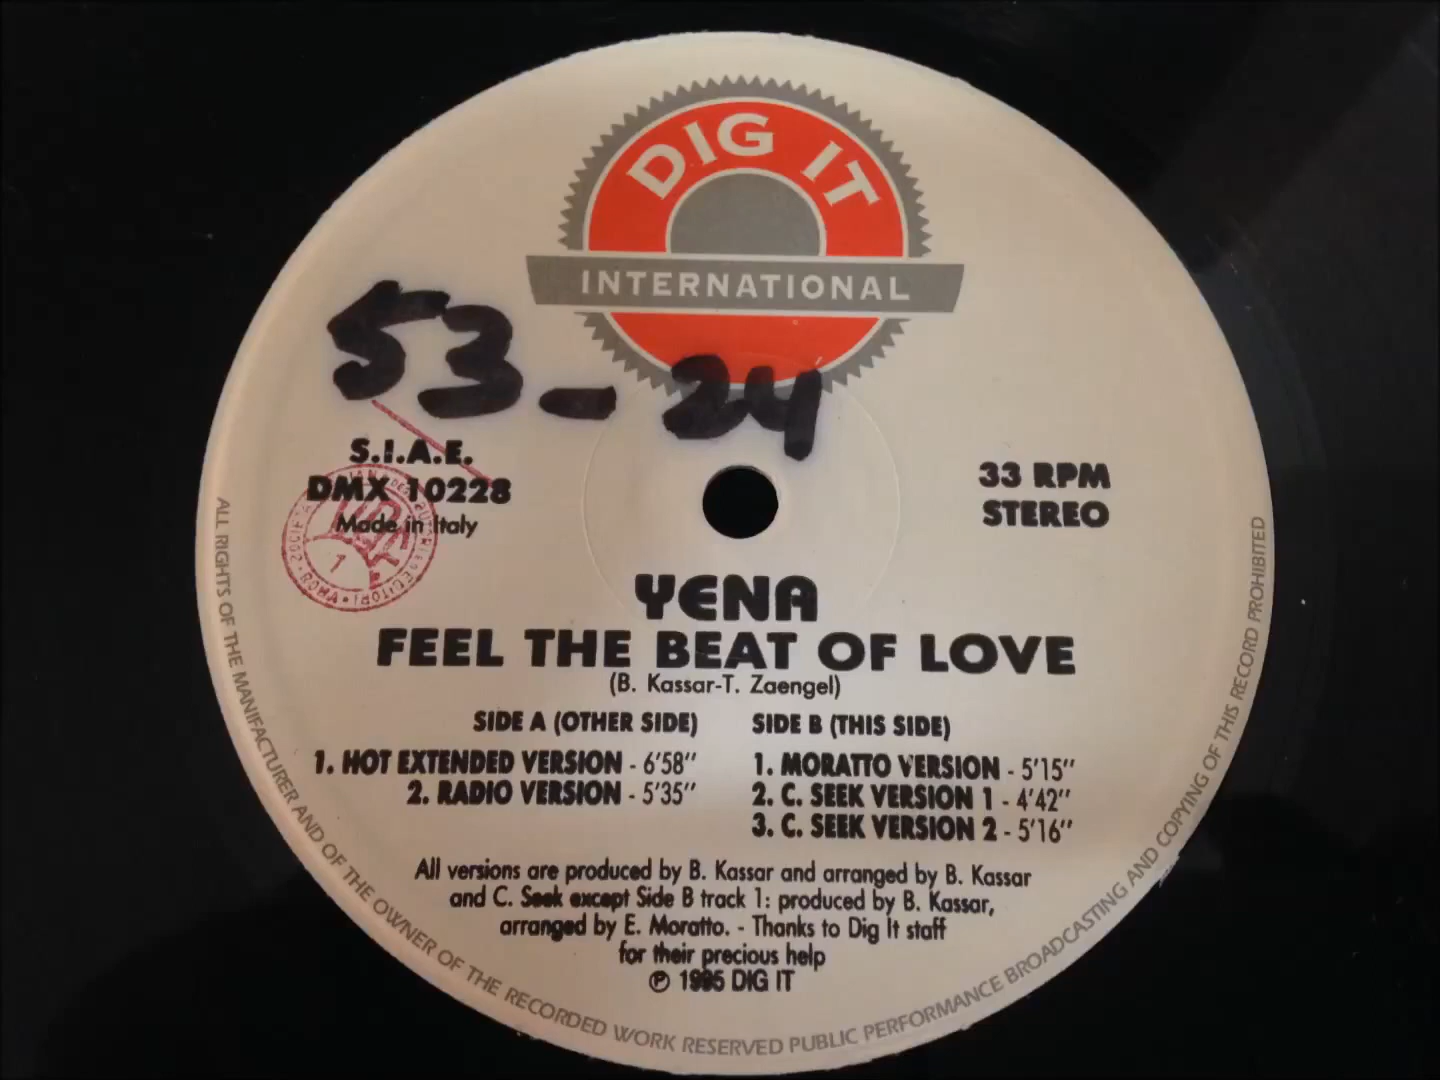 DIG IT
INTERNATIONAL
53-24
S.I.A.E.
DMX 10228
Made in Italy
33 RPM
STEREO
YENA
FEEL THE BEAT OF LOVE
(B. Kassar-T. Zaengel)
SIDE A (OTHER SIDE)
1. HOT EXTENDED VERSION - 6'58"
2. RADIO VERSION - 5'35"
SIDE B (THIS SIDE)
1. MORATTO VERSION - 5'15"
2. C. SEEK VERSION 1 - 4'42"
3. C. SEEK VERSION 2 - 5'16"
All versions are produced by B. Kassar and arranged by B. Kassar
and C. Seek except Side B track 1: produced by B. Kassar,
arranged by E. Moratto. - Thanks to Dig It staff
for their precious help
℗ 1995 DIG IT
ALL RIGHTS OF THE MANIFACTURER AND OF THE OWNER OF THE RECORDED WORK RESERVED PUBLIC PERFORMANCE BROADCASTING AND COPYING OF THIS RECORD PROHIBITED